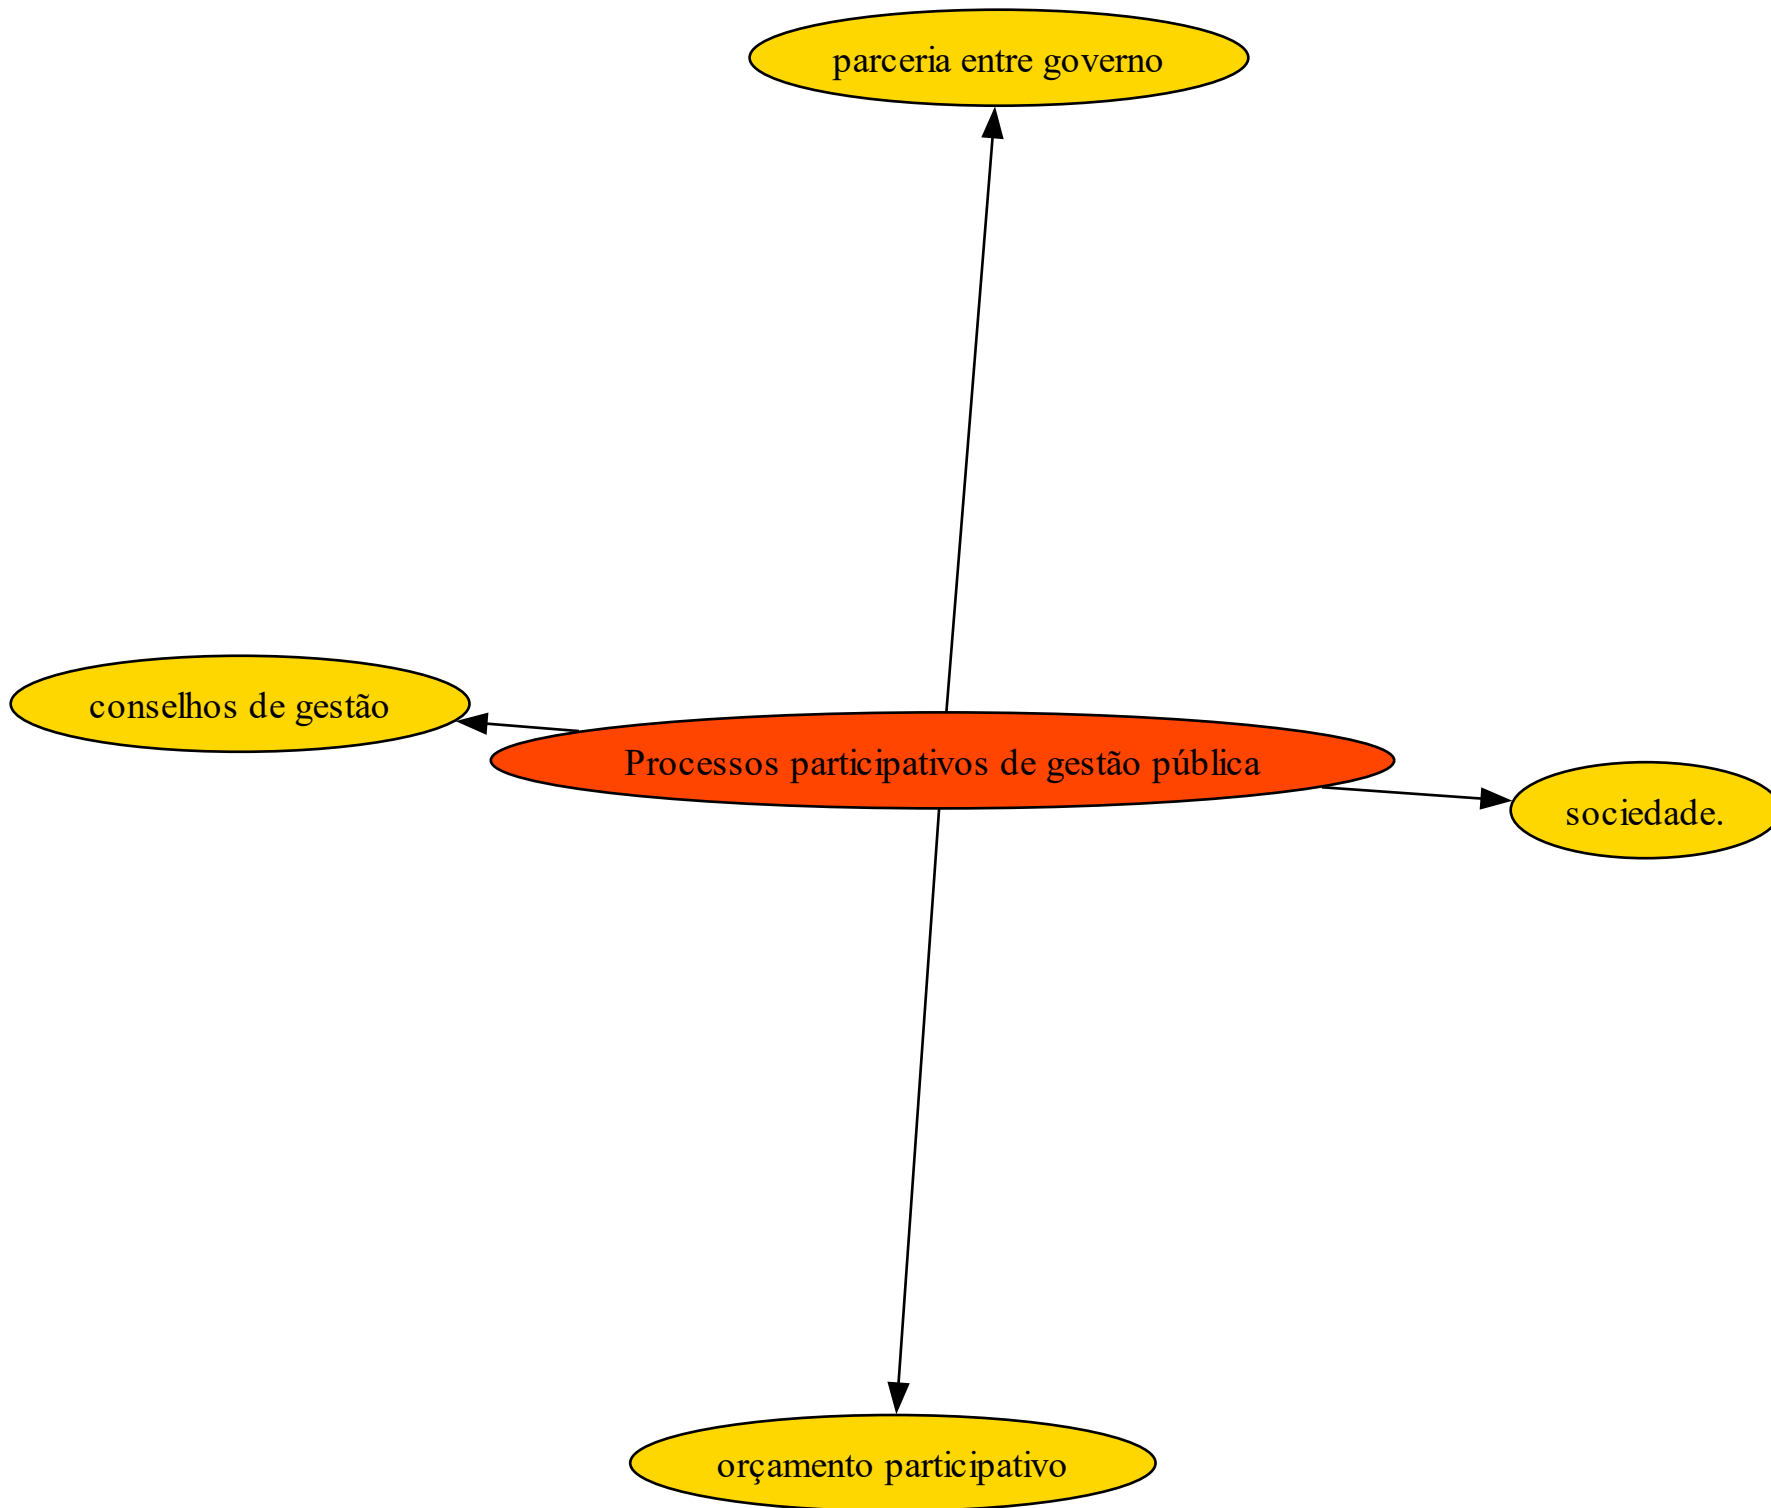 parceria entre governo
conselhos de gestão
Processos participativos de gestão pública
sociedade.
orçamento participativo